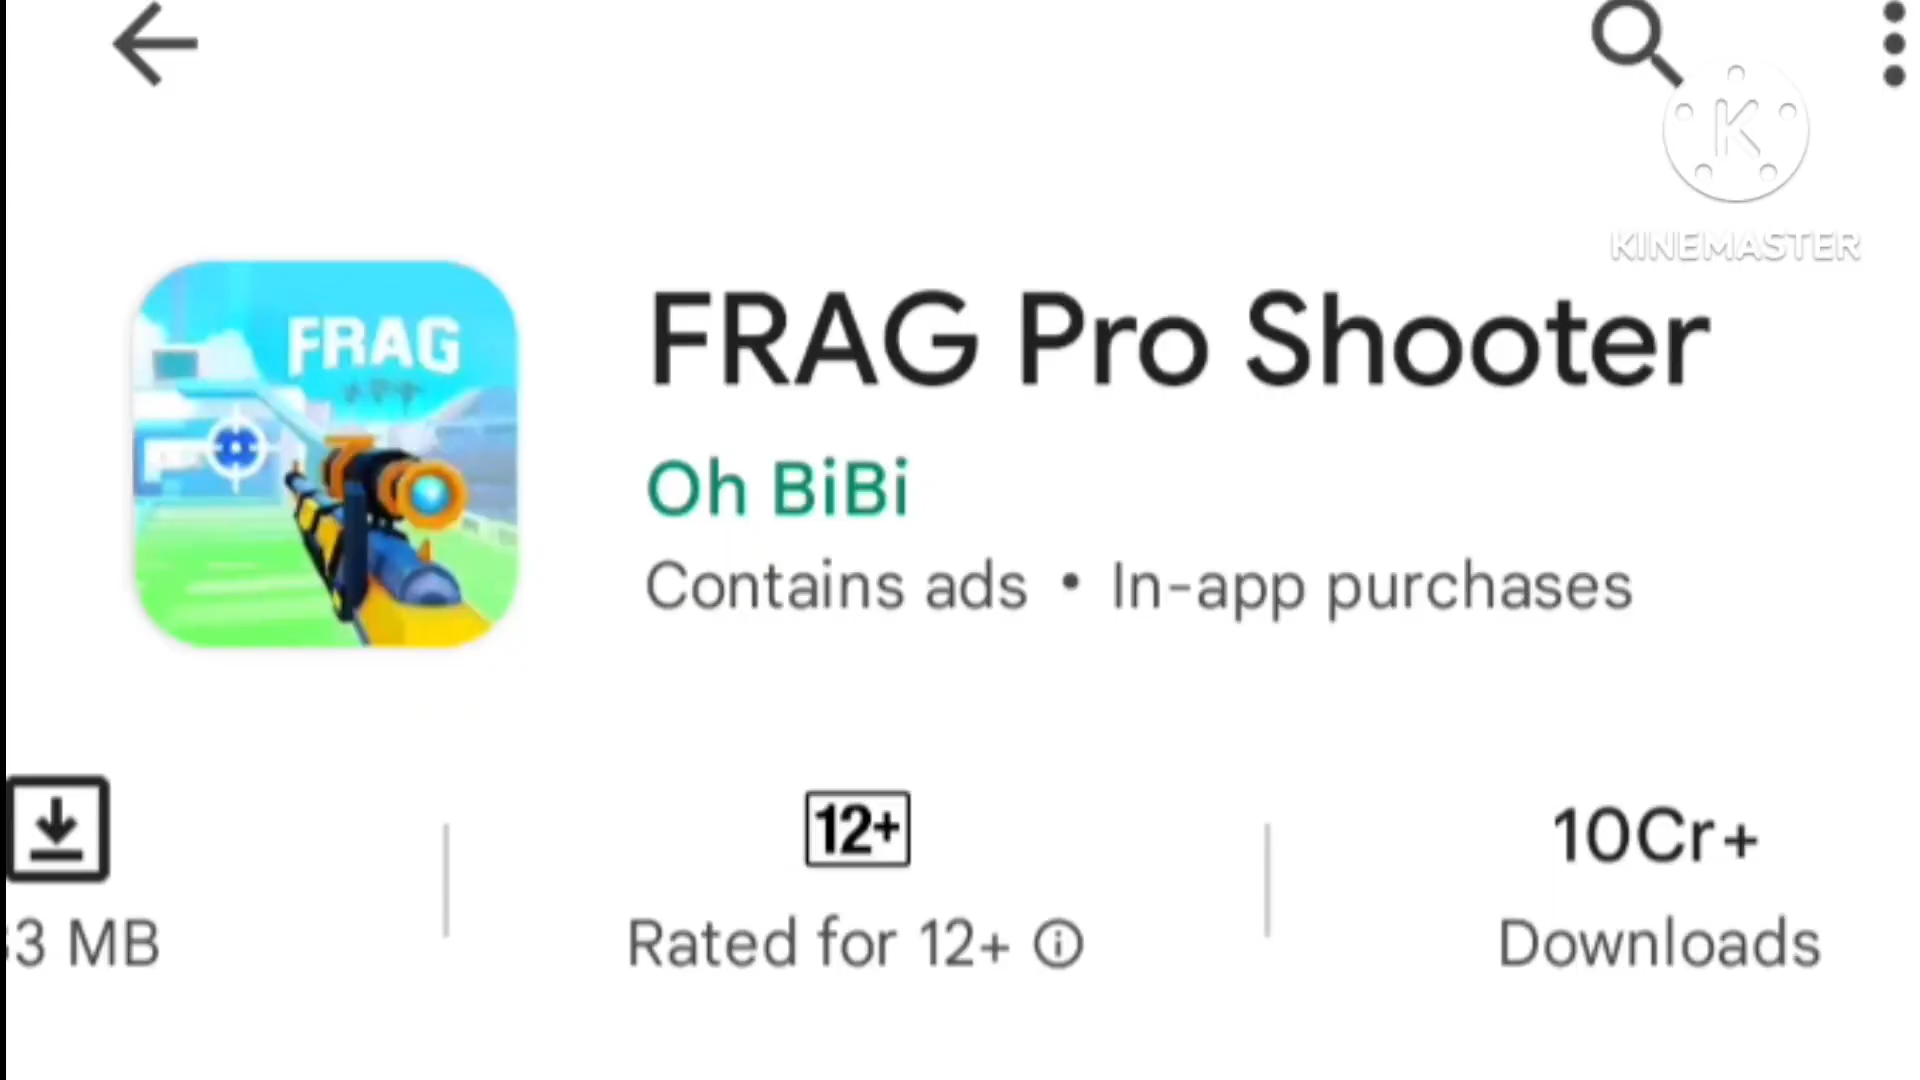 KINEMASTER
FRAG
FRAG Pro Shooter
Oh BiBi
Contains ads • In-app purchases
12+
10Cr+
3 MB
Rated for 12+
Downloads